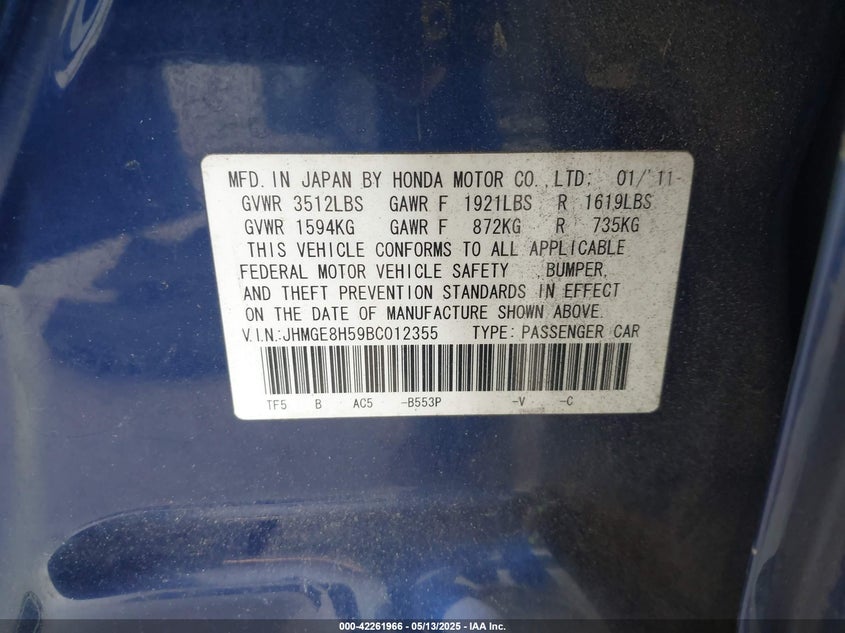 MFD. IN JAPAN BY HONDA MOTOR CO.,LTD; 01/'11
GVWR 3512LBS GAWR F 1921LBS R 1619LBS
GVWR 1594KG GAWR F 872KG R 735KG
THIS VEHICLE CONFORMS TO ALL APPLICABLE
FEDERAL MOTOR VEHICLE SAFETY ,BUMPER,
AND THEFT PREVENTION STANDARDS IN EFFECT
ON THE DATE OF MANUFACTURE SHOWN ABOVE.
V.I.N.:JHMGE8H59BC012355 TYPE: PASSENGER CAR
TF5 B AC5 -B553P -V -C
000-42261966 - 05/13/2025 - IAA Inc.